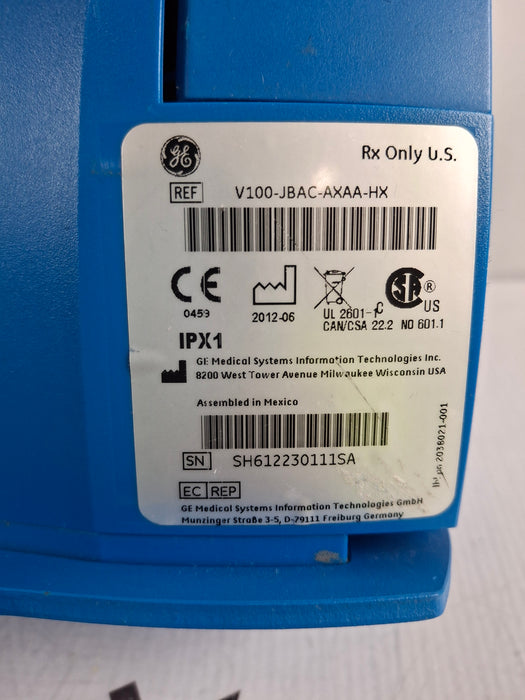 GE
Rx Only U.S.
REF V100-JBAC-AXAA-HX
CE
0459
2012-06
UL 2601-1
CAN/CSA 22.2 NO 601.1
C SA ® US
IPX1
GE Medical Systems Information Technologies Inc.
8200 West Tower Avenue Milwaukee Wisconsin USA
Assembled in Mexico
SN SH612230111SA
EC REP
GE Medical Systems Information Technologies GmbH
Munzinger Straße 3-5, D-79111 Freiburg Germany
2038021-001